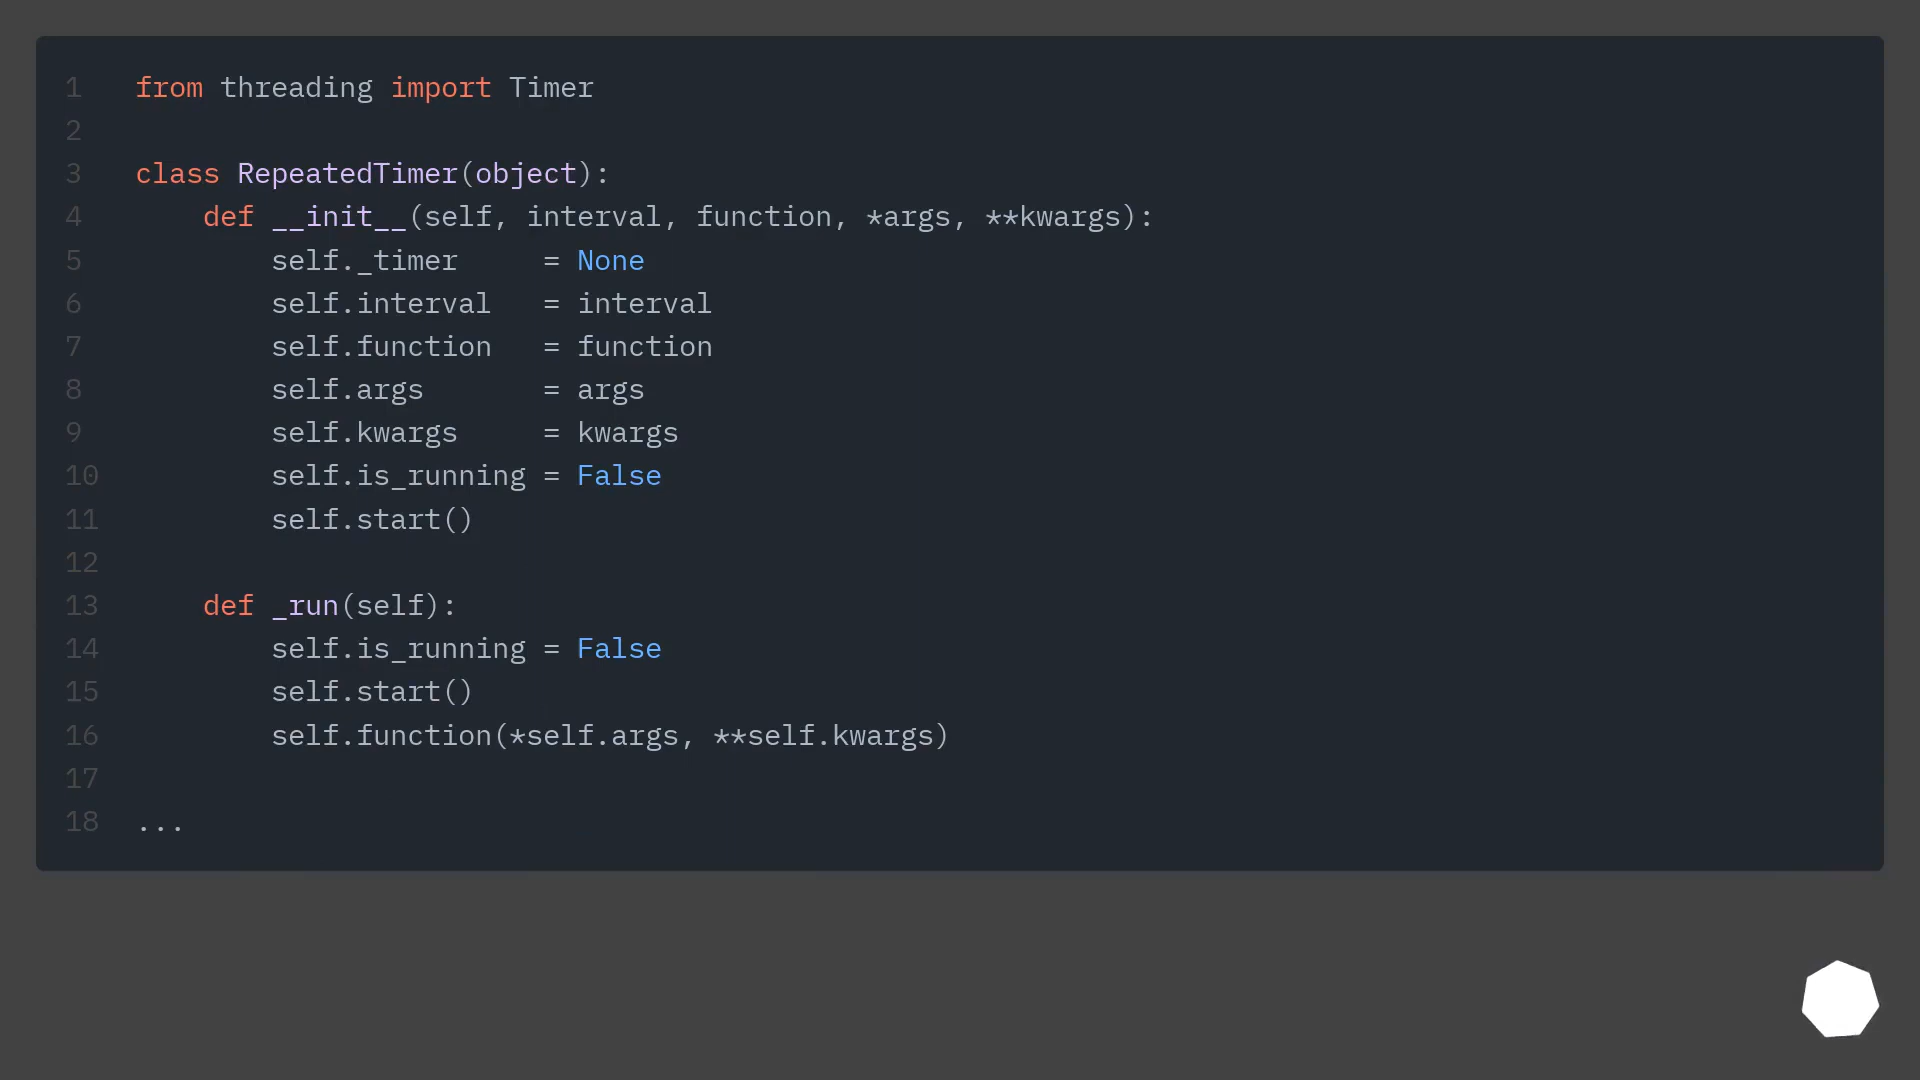 1 from threading import Timer
2
3 class RepeatedTimer(object):
4     def __init__(self, interval, function, *args, **kwargs):
5         self._timer     = None
6         self.interval   = interval
7         self.function   = function
8         self.args       = args
9         self.kwargs     = kwargs
10         self.is_running = False
11         self.start()
12
13     def _run(self):
14         self.is_running = False
15         self.start()
16         self.function(*self.args, **self.kwargs)
17
18 ...